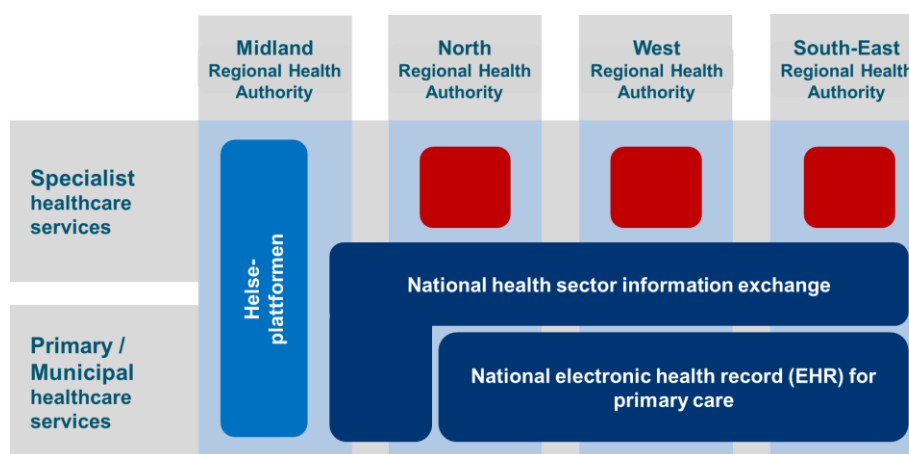 Midland
Regional Health
Authority
North
Regional Health
Authority
West
Regional Health
Authority
South-East
Regional Health
Authority
Specialist
healthcare
services
Helse-
plattformen
National health sector information exchange
Primary /
Municipal
healthcare
services
National electronic health record (EHR) for
primary care